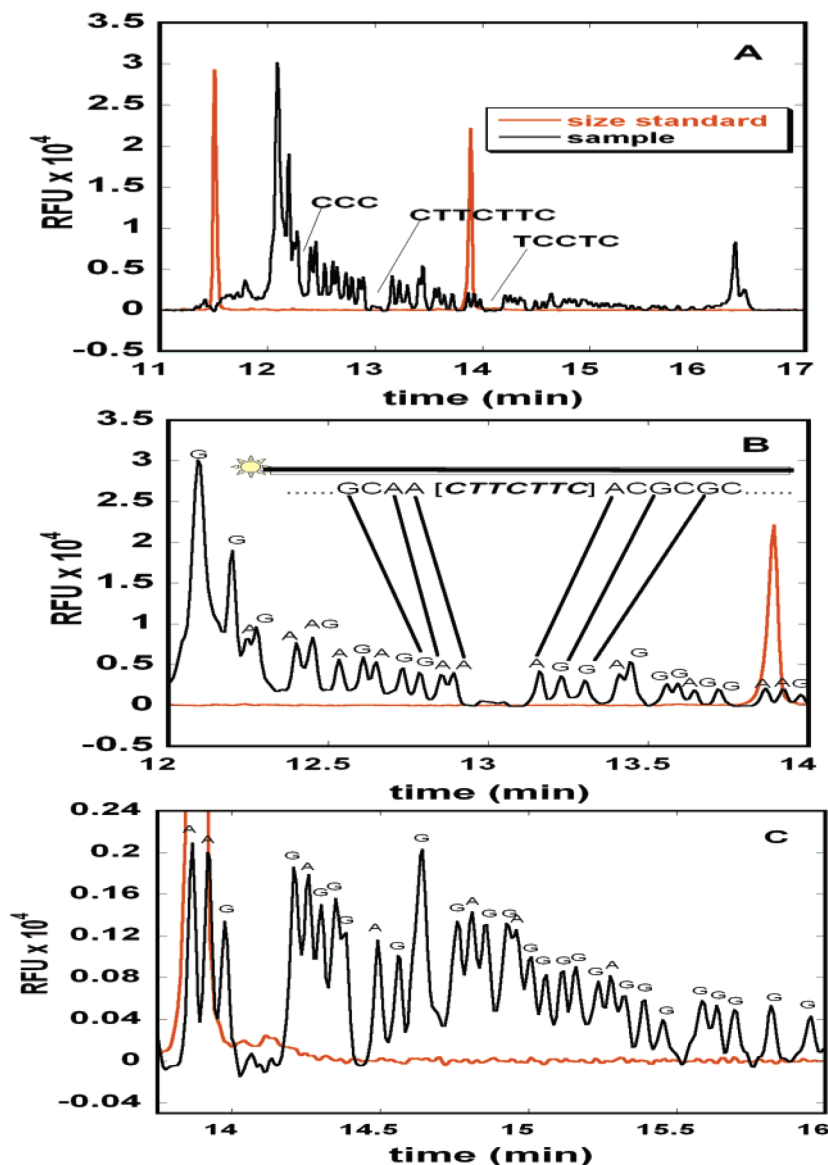 A
3.5
3
2.5
2
1.5
1
0.5
0
-0.5
RFU x 10⁴
size standard
sample
CCC
CTTCTTC
TCCTC
11 12 13 14 15 16 17
time (min)
B
3.5
3
2.5
2
1.5
1
0.5
0
-0.5
RFU x 10⁴
......GCAA [CTTCTTC] ACGCGC......
G G A G A A G A G A G G A A A G G A G G G A G G A A G
12 12.5 13 13.5 14
time (min)
C
0.24
0.2
0.16
0.12
0.08
0.04
0
-0.04
RFU x 10⁴
A A G G A G G G A G G G A G G A G G G G G A G G G G G G G G
14 14.5 15 15.5 16
time (min)